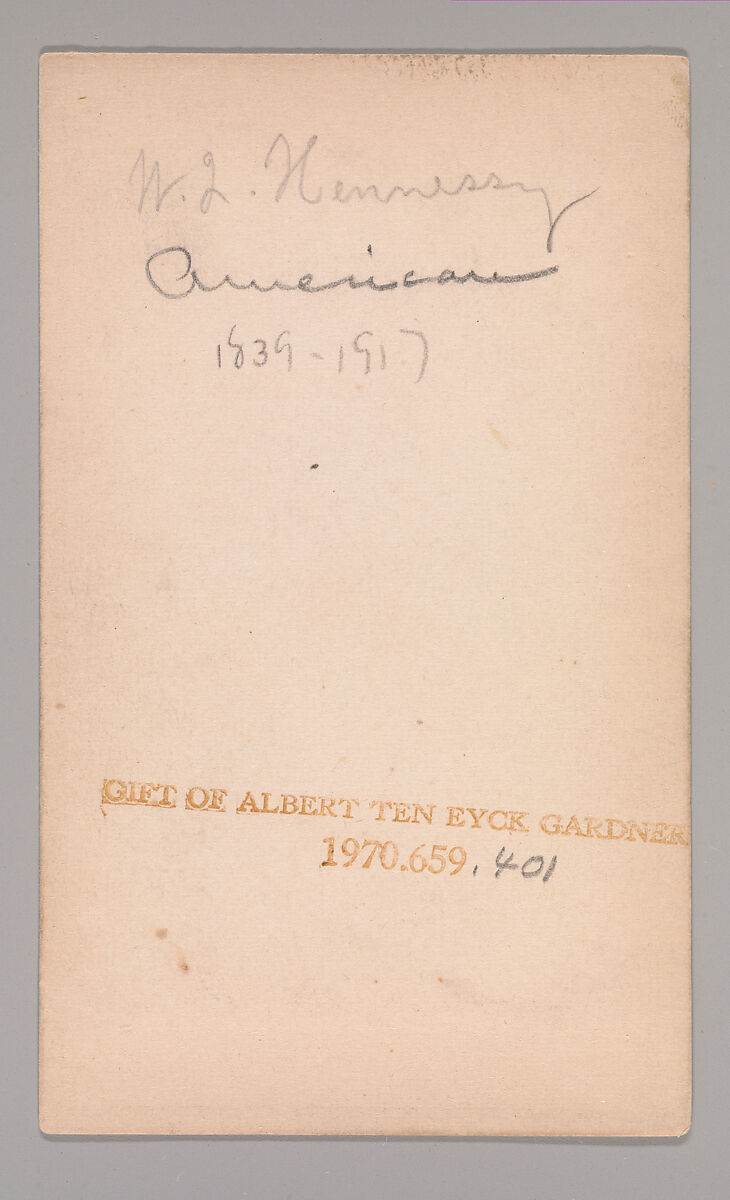 W. J. Hennessy
American
1839-1917
GIFT OF ALBERT TEN EYCK GARDNER
1970.659.401